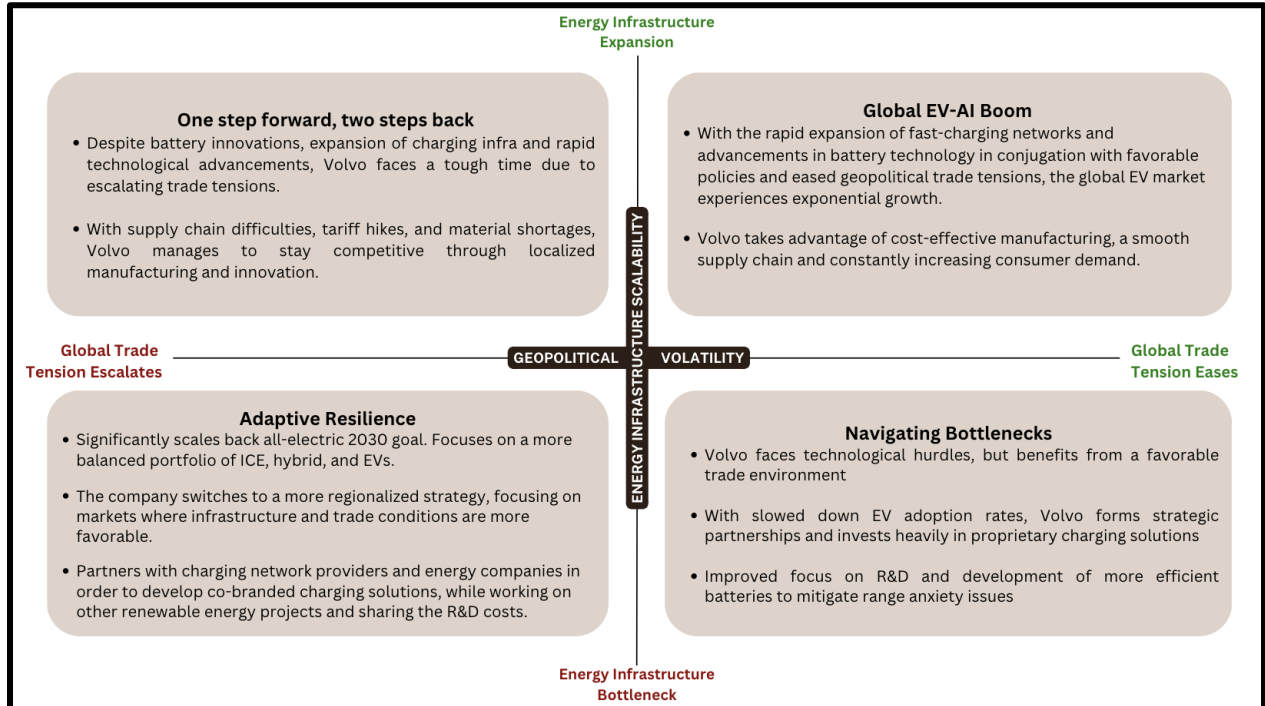 Energy Infrastructure
Expansion
One step forward, two steps back
• Despite battery innovations, expansion of charging infra and rapid
technological advancements, Volvo faces a tough time due to
escalating trade tensions.
• With supply chain difficulties, tariff hikes, and material shortages,
Volvo manages to stay competitive through localized
manufacturing and innovation.
Global EV-AI Boom
• With the rapid expansion of fast-charging networks and
advancements in battery technology in conjugation with favorable
policies and eased geopolitical trade tensions, the global EV market
experiences exponential growth.
• Volvo takes advantage of cost-effective manufacturing, a smooth
supply chain and constantly increasing consumer demand.
Global Trade
Tension Escalates
GEOPOLITICAL VOLATILITY
ENERGY INFRASTRUCTURE SCALABILITY
Global Trade
Tension Eases
Adaptive Resilience
• Significantly scales back all-electric 2030 goal. Focuses on a more
balanced portfolio of ICE, hybrid, and EVs.
• The company switches to a more regionalized strategy, focusing on
markets where infrastructure and trade conditions are more
favorable.
• Partners with charging network providers and energy companies in
order to develop co-branded charging solutions, while working on
other renewable energy projects and sharing the R&D costs.
Navigating Bottlenecks
• Volvo faces technological hurdles, but benefits from a favorable
trade environment
• With slowed down EV adoption rates, Volvo forms strategic
partnerships and invests heavily in proprietary charging solutions
• Improved focus on R&D and development of more efficient
batteries to mitigate range anxiety issues
Energy Infrastructure
Bottleneck